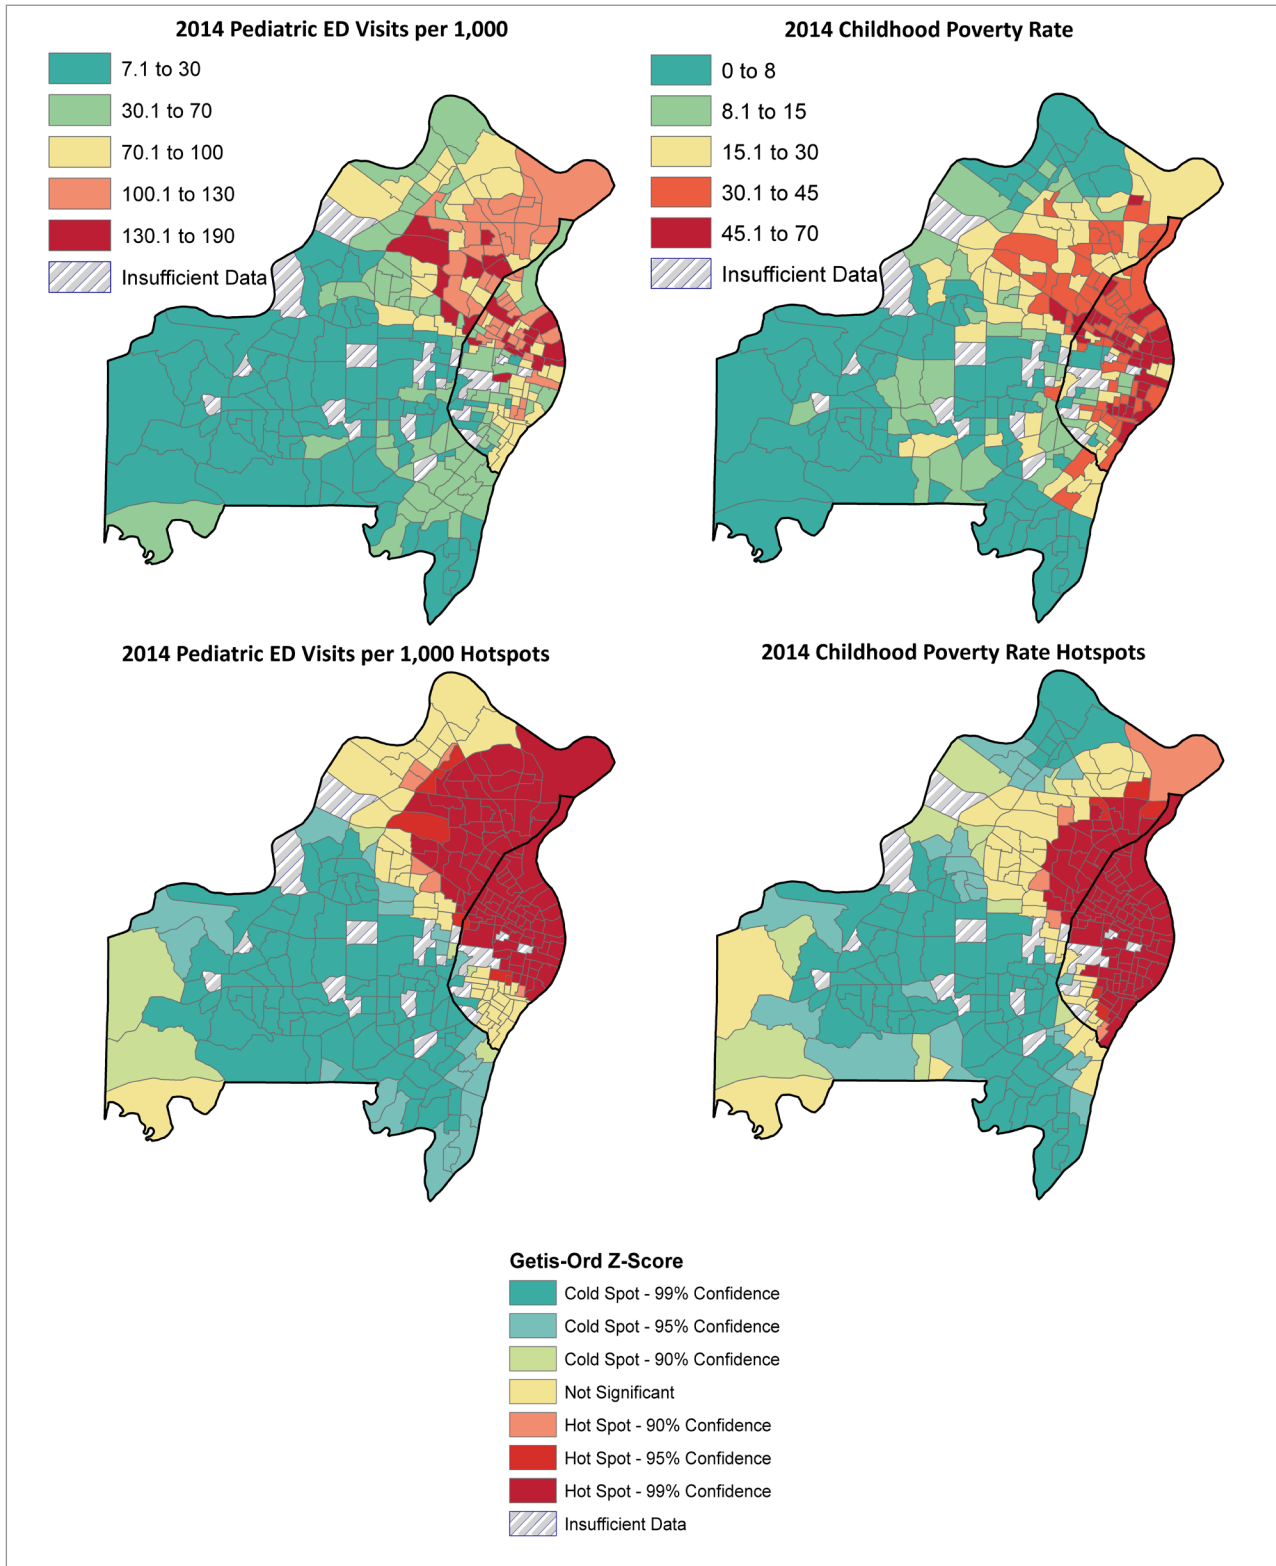 2014 Pediatric ED Visits per 1,000
7.1 to 30
30.1 to 70
70.1 to 100
100.1 to 130
130.1 to 190
Insufficient Data
2014 Childhood Poverty Rate
0 to 8
8.1 to 15
15.1 to 30
30.1 to 45
45.1 to 70
Insufficient Data
2014 Pediatric ED Visits per 1,000 Hotspots
2014 Childhood Poverty Rate Hotspots
Getis-Ord Z-Score
Cold Spot - 99% Confidence
Cold Spot - 95% Confidence
Cold Spot - 90% Confidence
Not Significant
Hot Spot - 90% Confidence
Hot Spot - 95% Confidence
Hot Spot - 99% Confidence
Insufficient Data